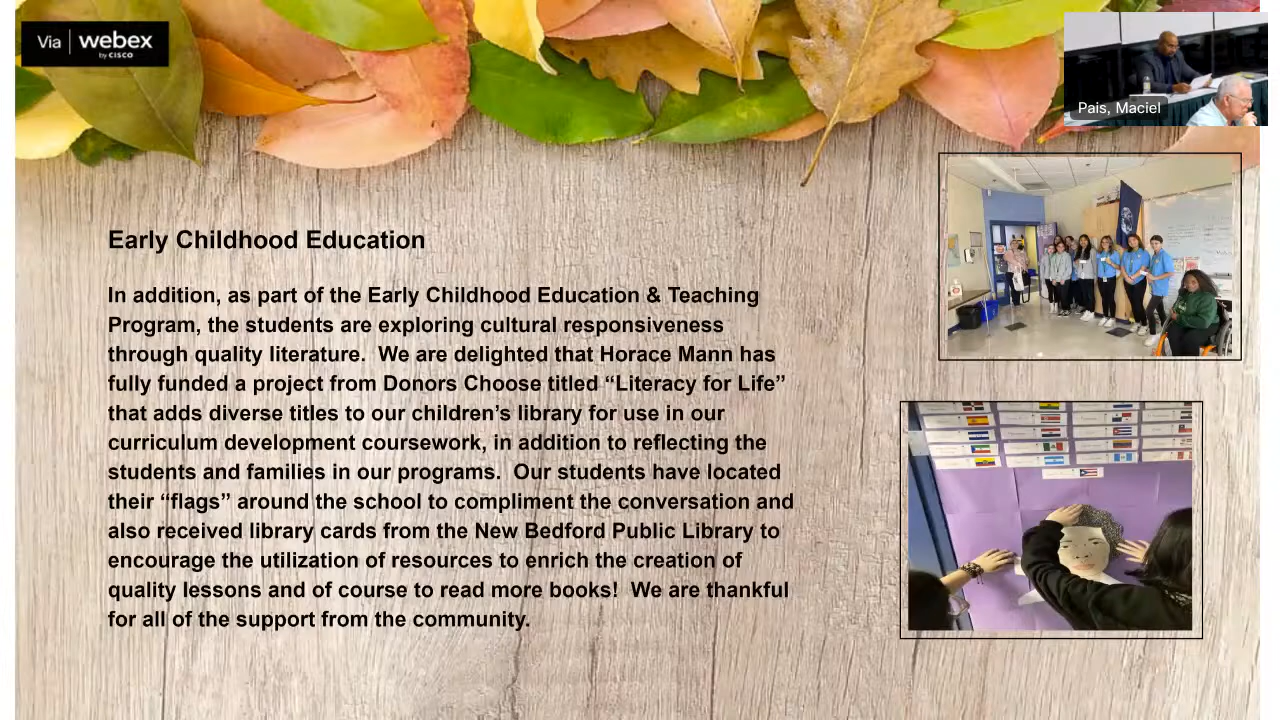 Via webex
by CISCO
Pais, Maciel
Early Childhood Education
In addition, as part of the Early Childhood Education & Teaching
Program, the students are exploring cultural responsiveness
through quality literature.  We are delighted that Horace Mann has
fully funded a project from Donors Choose titled “Literacy for Life”
that adds diverse titles to our children’s library for use in our
curriculum development coursework, in addition to reflecting the
students and families in our programs.  Our students have located
their “flags” around the school to compliment the conversation and
also received library cards from the New Bedford Public Library to
encourage the utilization of resources to enrich the creation of
quality lessons and of course to read more books!  We are thankful
for all of the support from the community.